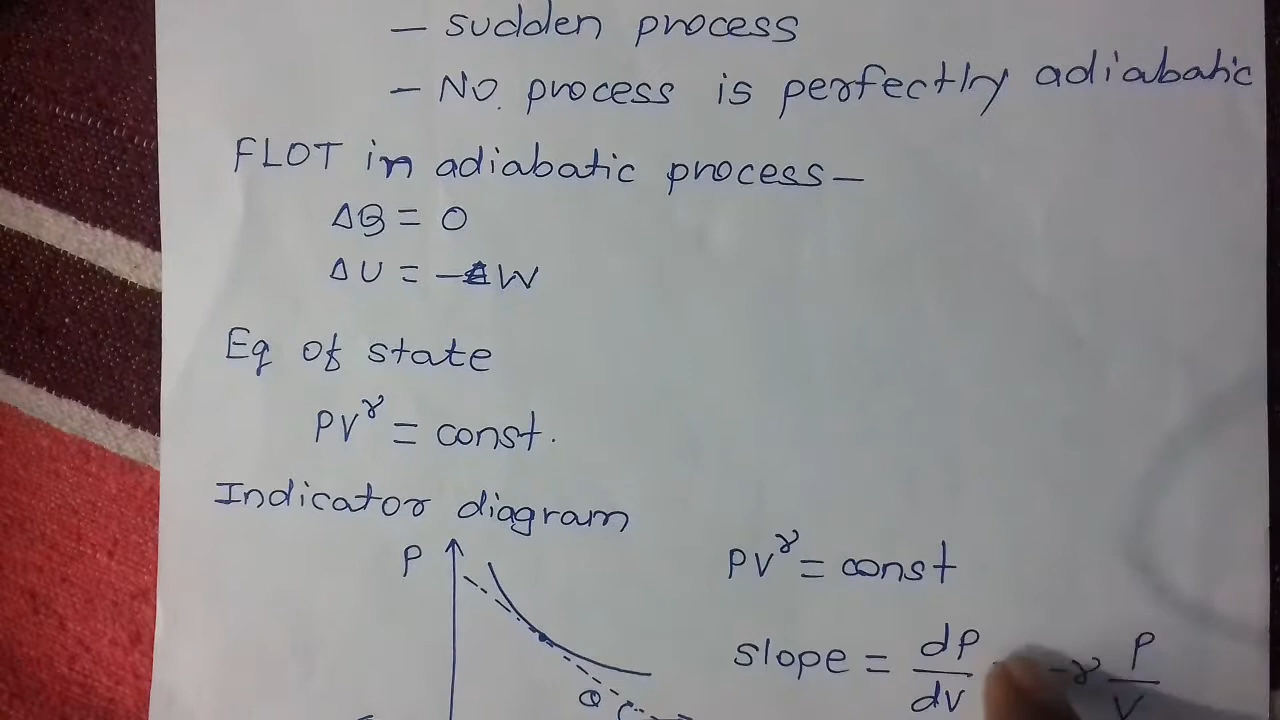 — sudden process
— No. process is perfectly adiabatic
FLOT in adiabatic process—
ΔQ = 0
ΔU = -W
Eq of state
PV^γ = const.
Indicator diagram
P
θ
PV^γ = const
slope = dP/dV -γ P/V